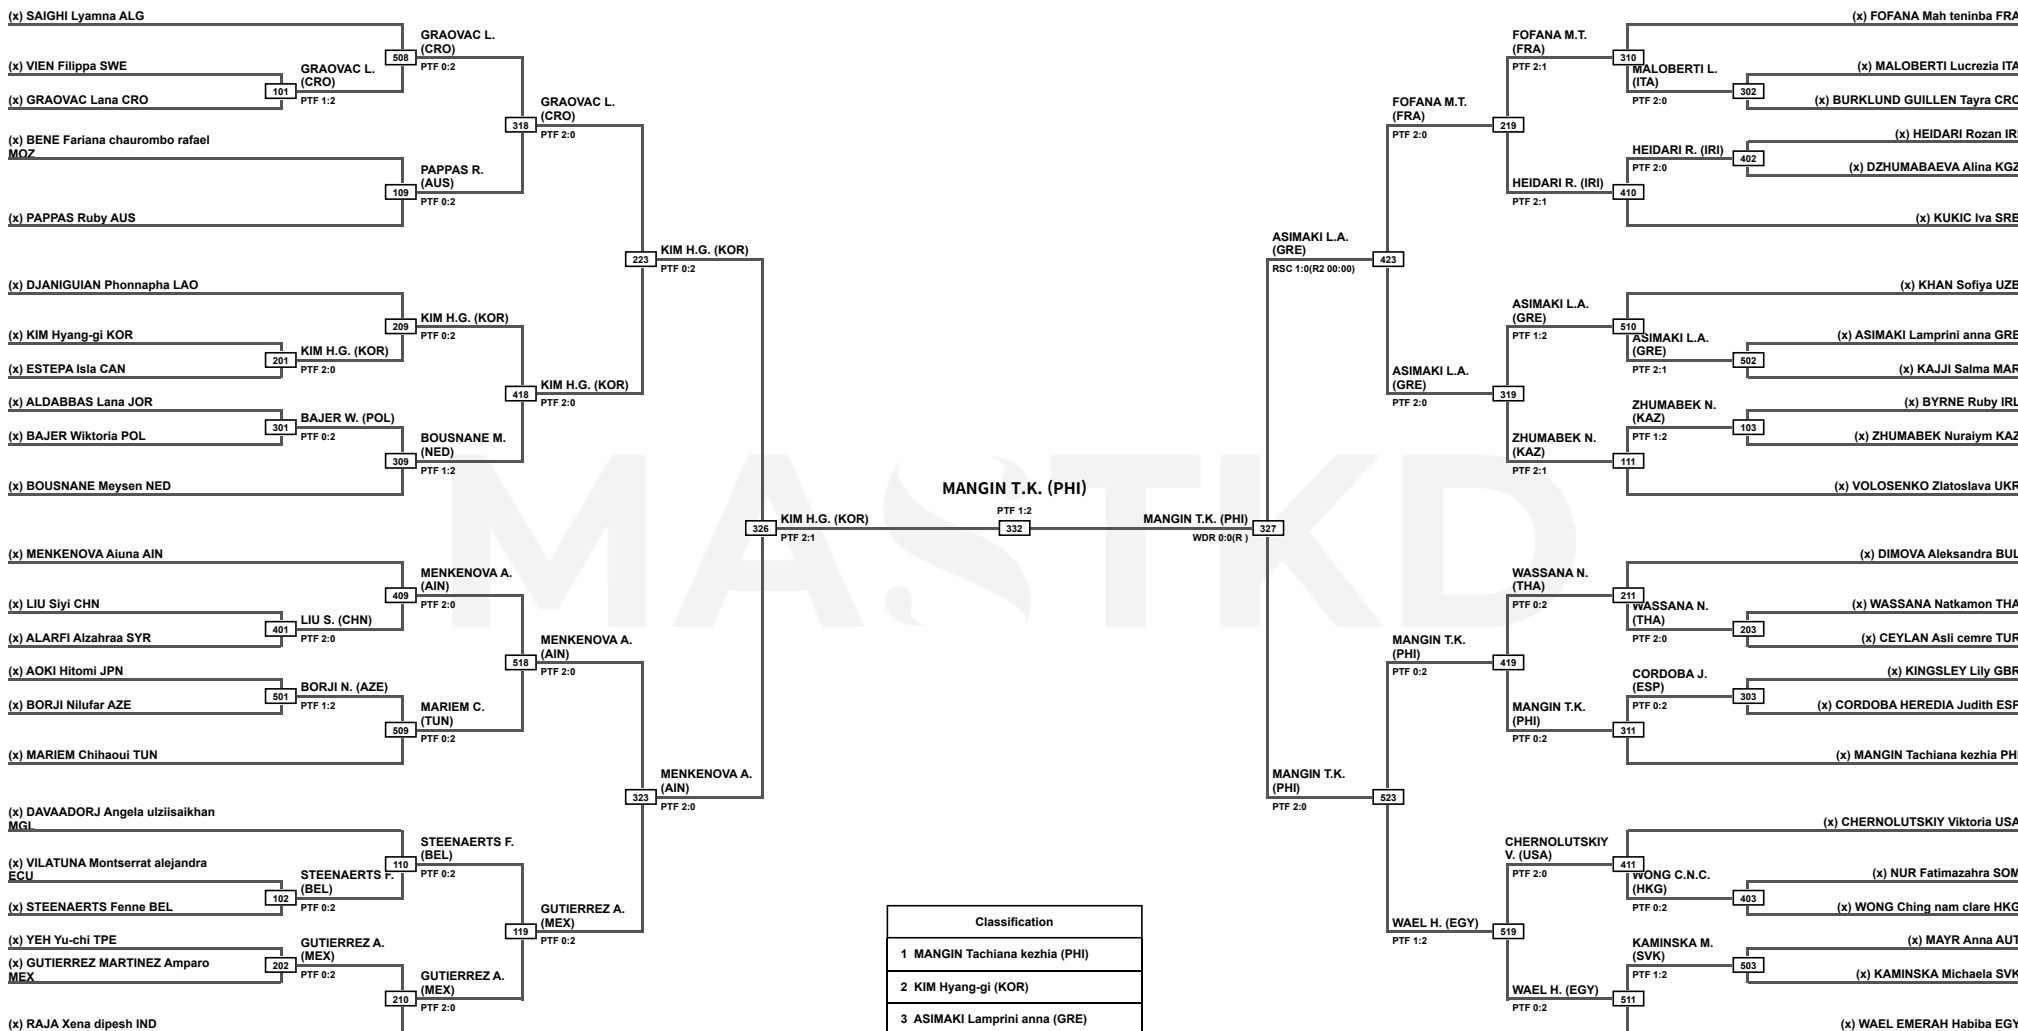 (x) SAIGHI Lyamna ALG
(x) VIEN Filippa SWE
(x) GRAOVAC Lana CRO
(x) BENE Fariana chaurombo rafael
MOZ
(x) PAPPAS Ruby AUS
(x) DJANIGUIAN Phonnapha LAO
(x) KIM Hyang-gi KOR
(x) ESTEPA Isla CAN
(x) ALDABBAS Lana JOR
(x) BAJER Wiktoria POL
(x) BOUSNANE Meysen NED
(x) MENKENOVA Aiuna AIN
(x) LIU Siyi CHN
(x) ALARFI Alzahraa SYR
(x) AOKI Hitomi JPN
(x) BORJI Nilufar AZE
(x) MARIEM Chihaoui TUN
(x) DAVAADORJ Angela ulziisaikhan
MGL
(x) VILATUNA Montserrat alejandra
ECU
(x) STEENAERTS Fenne BEL
(x) YEH Yu-chi TPE
(x) GUTIERREZ MARTINEZ Amparo
MEX
(x) RAJA Xena dipesh IND
101
GRAOVAC L.
(CRO)
PTF 1:2
201
KIM H.G. (KOR)
PTF 2:0
301
BAJER W. (POL)
PTF 0:2
401
LIU S. (CHN)
PTF 2:0
501
BORJI N. (AZE)
PTF 1:2
102
STEENAERTS F.
(BEL)
PTF 0:2
202
GUTIERREZ A.
(MEX)
PTF 0:2
508
GRAOVAC L.
(CRO)
PTF 0:2
109
PAPPAS R.
(AUS)
PTF 0:2
209
KIM H.G. (KOR)
PTF 0:2
309
BOUSNANE M.
(NED)
PTF 1:2
409
MENKENOVA A.
(AIN)
PTF 2:0
509
MARIEM C.
(TUN)
PTF 0:2
110
STEENAERTS F.
(BEL)
PTF 0:2
210
GUTIERREZ A.
(MEX)
PTF 2:0
318
GRAOVAC L.
(CRO)
PTF 2:0
418
KIM H.G. (KOR)
PTF 2:0
518
MENKENOVA A.
(AIN)
PTF 2:0
119
GUTIERREZ A.
(MEX)
PTF 0:2
223
KIM H.G. (KOR)
PTF 0:2
323
MENKENOVA A.
(AIN)
PTF 2:0
326
KIM H.G. (KOR)
PTF 2:1
MASTKD
MANGIN T.K. (PHI)
PTF 1:2
332
MANGIN T.K. (PHI)
WDR 0:0(R )
327
ASIMAKI L.A.
(GRE)
RSC 1:0(R2 00:00)
423
MANGIN T.K.
(PHI)
PTF 2:0
523
FOFANA M.T.
(FRA)
PTF 2:0
219
ASIMAKI L.A.
(GRE)
PTF 2:0
319
MANGIN T.K.
(PHI)
PTF 0:2
419
WAEL H. (EGY)
PTF 1:2
519
FOFANA M.T.
(FRA)
PTF 2:1
310
HEIDARI R. (IRI)
PTF 2:1
410
ASIMAKI L.A.
(GRE)
PTF 1:2
510
ZHUMABEK N.
(KAZ)
PTF 2:1
111
WASSANA N.
(THA)
PTF 0:2
211
MANGIN T.K.
(PHI)
PTF 0:2
311
CHERNOLUTSKIY
V. (USA)
PTF 2:0
411
WAEL H. (EGY)
PTF 0:2
511
MALOBERTI L.
(ITA)
PTF 2:0
302
HEIDARI R. (IRI)
PTF 2:0
402
ASIMAKI L.A.
(GRE)
PTF 2:1
502
ZHUMABEK N.
(KAZ)
PTF 1:2
103
WASSANA N.
(THA)
PTF 2:0
203
CORDOBA J.
(ESP)
PTF 0:2
303
WONG C.N.C.
(HKG)
PTF 0:2
403
KAMINSKA M.
(SVK)
PTF 1:2
503
(x) FOFANA Mah teninba FRA
(x) MALOBERTI Lucrezia ITA
(x) BURKLUND GUILLEN Tayra CRC
(x) HEIDARI Rozan IRI
(x) DZHUMABAEVA Alina KGZ
(x) KUKIC Iva SRB
(x) KHAN Sofiya UZB
(x) ASIMAKI Lamprini anna GRE
(x) KAJJI Salma MAR
(x) BYRNE Ruby IRL
(x) ZHUMABEK Nuraiym KAZ
(x) VOLOSENKO Zlatoslava UKR
(x) DIMOVA Aleksandra BUL
(x) WASSANA Natkamon THA
(x) CEYLAN Asli cemre TUR
(x) KINGSLEY Lily GBR
(x) CORDOBA HEREDIA Judith ESP
(x) MANGIN Tachiana kezhia PHI
(x) CHERNOLUTSKIY Viktoria USA
(x) NUR Fatimazahra SOM
(x) WONG Ching nam clare HKG
(x) MAYR Anna AUT
(x) KAMINSKA Michaela SVK
(x) WAEL EMERAH Habiba EGY
Classification
1 MANGIN Tachiana kezhia (PHI)
2 KIM Hyang-gi (KOR)
3 ASIMAKI Lamprini anna (GRE)